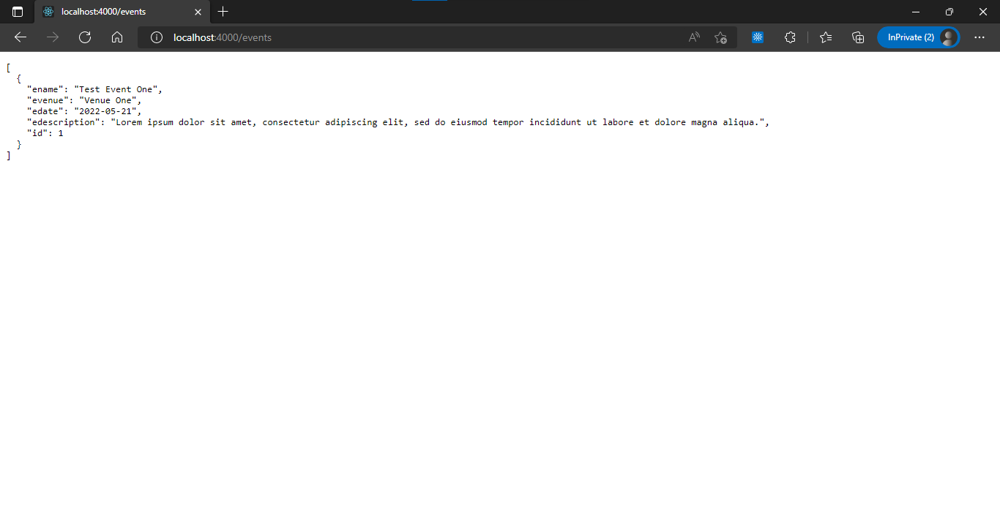 localhost:4000/events
localhost:4000/events
InPrivate (2)
[
  {
    "ename": "Test Event One",
    "evenue": "Venue One",
    "edate": "2022-05-21",
    "edescription": "Lorem ipsum dolor sit amet, consectetur adipiscing elit, sed do eiusmod tempor incididunt ut labore et dolore magna aliqua.",
    "id": 1
  }
]